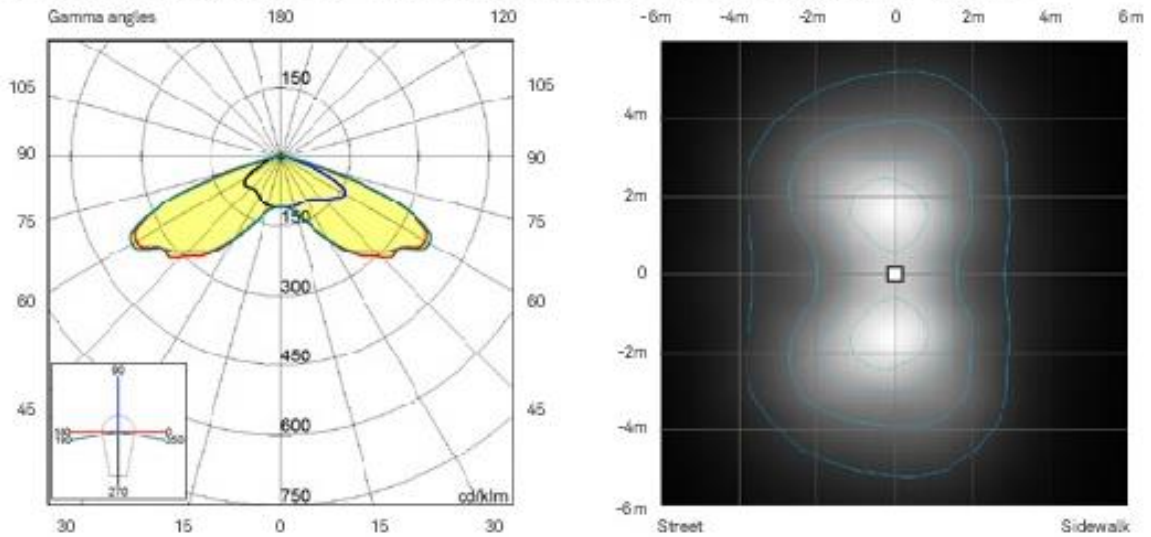 Gamma angles 180 120
105 105
90 90
75 75
60 60
45 45
30 15 0 15 30
150
150
300
450
600
750 cd/klm
90
180 0
190 350
270
-6m -4m -2m 0 2m 4m 6m
4m
2m
0
-2m
-4m
-6m
Street Sidewalk